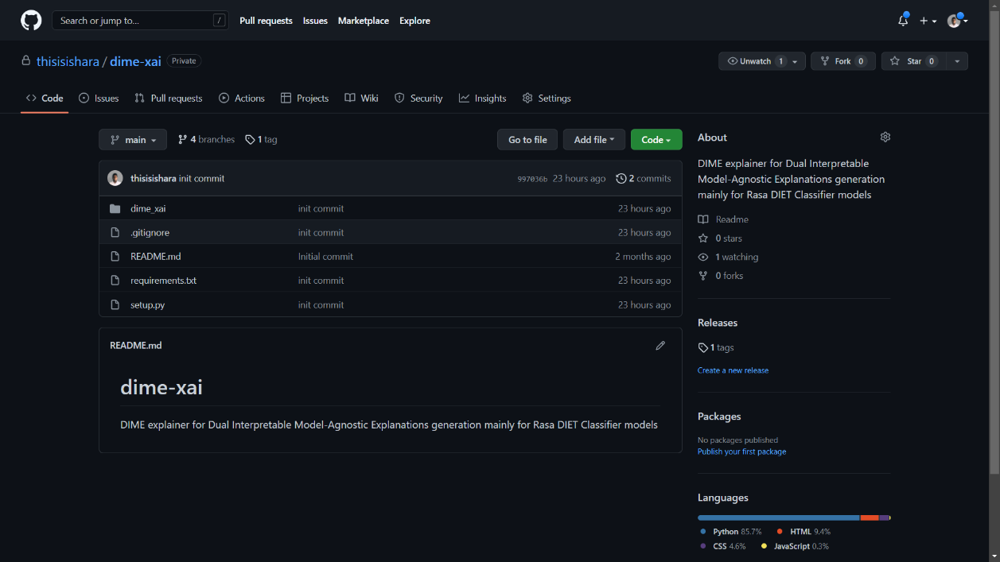 Search or jump to... /
Pull requests Issues Marketplace Explore
thisisishara / dime-xai Private
Unwatch 1 Fork 0 Star 0
Code Issues Pull requests Actions Projects Wiki Security Insights Settings
main 4 branches 1 tag
Go to file Add file Code
thisisishara init commit 997036b 23 hours ago 2 commits
dime_xai init commit 23 hours ago
.gitignore init commit 23 hours ago
README.md Initial commit 2 months ago
requirements.txt init commit 23 hours ago
setup.py init commit 23 hours ago
README.md
dime-xai
DIME explainer for Dual Interpretable Model-Agnostic Explanations generation mainly for Rasa DIET Classifier models
About
DIME explainer for Dual Interpretable
Model-Agnostic Explanations generation
mainly for Rasa DIET Classifier models
Readme
0 stars
1 watching
0 forks
Releases
1 tags
Create a new release
Packages
No packages published
Publish your first package
Languages
Python 85.7% HTML 9.4%
CSS 4.6% JavaScript 0.3%